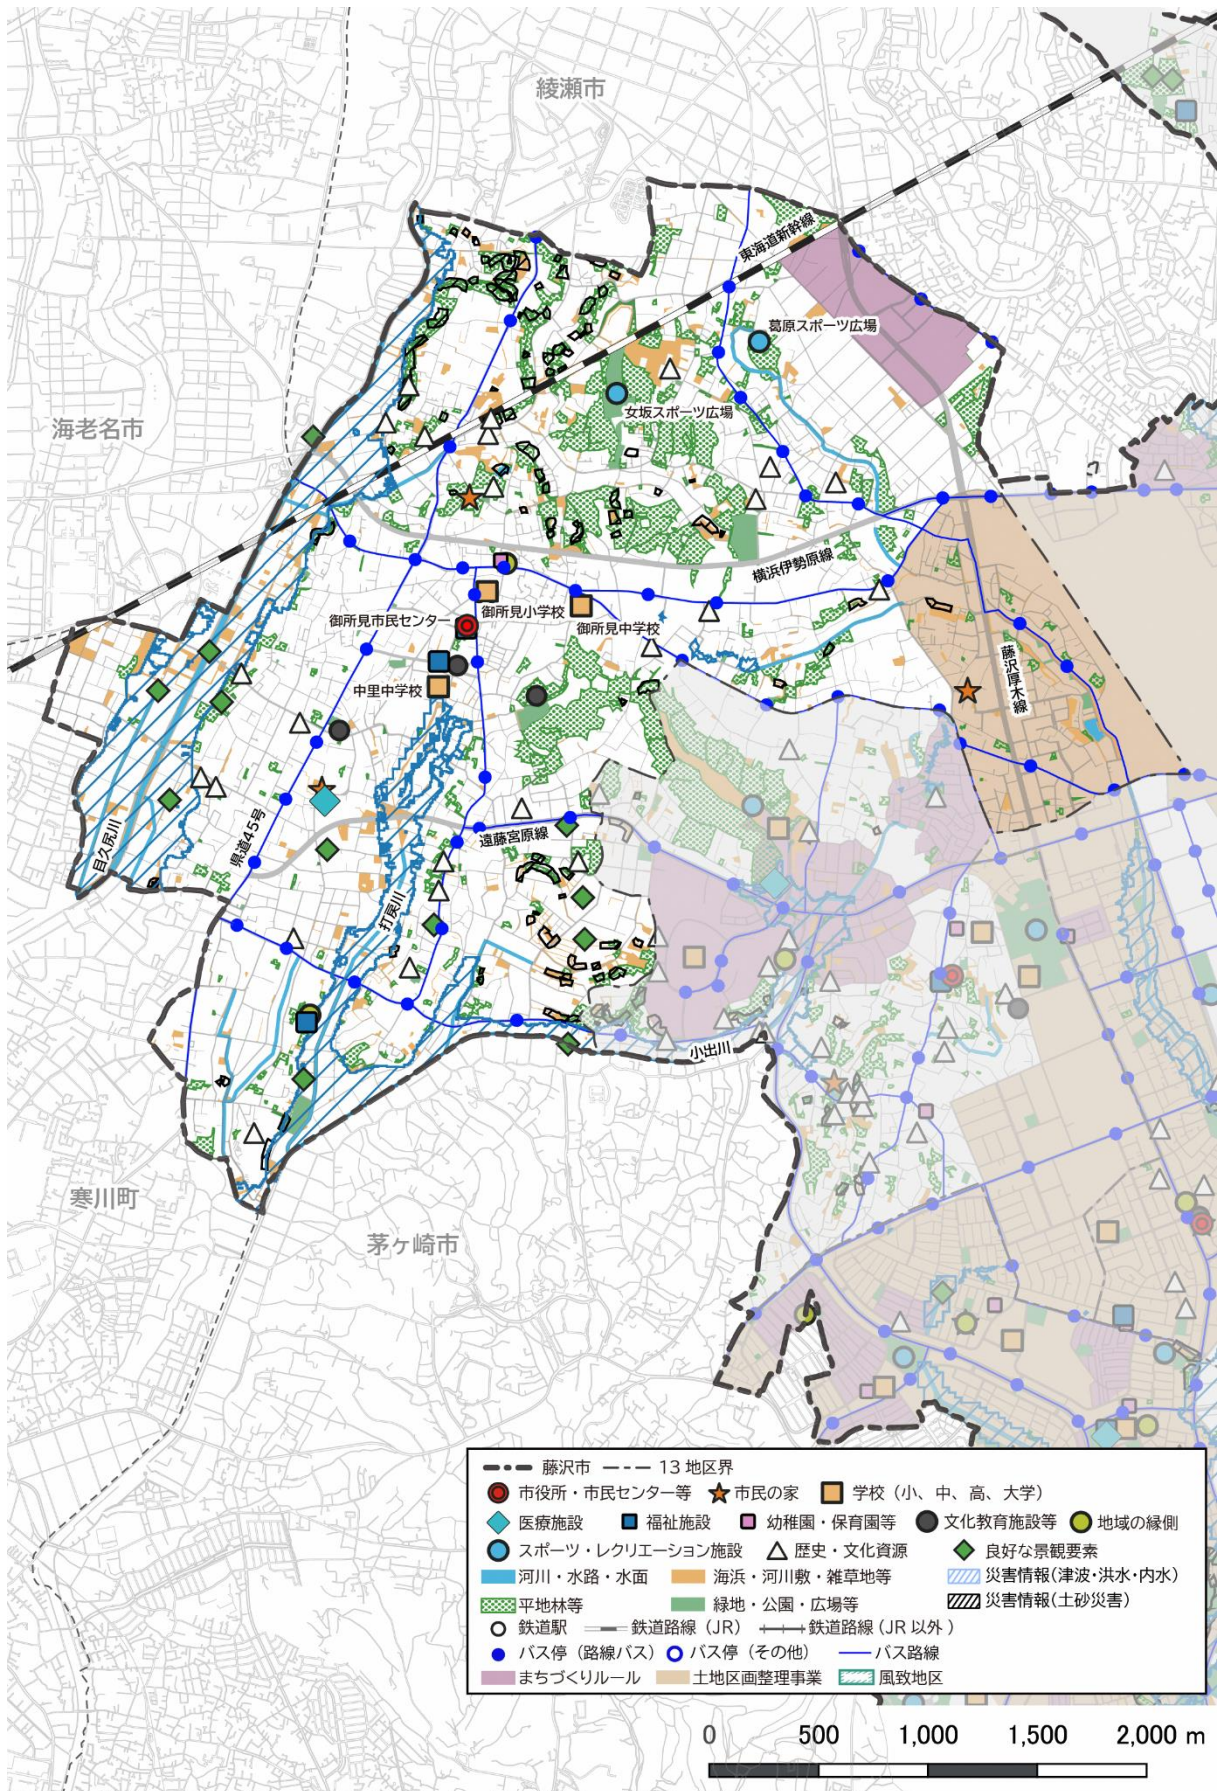 綾瀬市
東海道新幹線
葛原スポーツ広場
女坂スポーツ広場
海老名市
横浜伊勢原線
御所見小学校
御所見市民センター
御所見中学校
藤沢厚木線
中里中学校
目久尻川
県道45号
遠藤宮原線
打戻川
小出川
寒川町
茅ヶ崎市
藤沢市 13地区界
市役所・市民センター等 市民の家 学校（小、中、高、大学）
医療施設 福祉施設 幼稚園・保育園等 文化教育施設等 地域の縁側
スポーツ・レクリエーション施設 歴史・文化資源 良好な景観要素
河川・水路・水面 海浜・河川敷・雑草地等 災害情報(津波・洪水・内水)
平地林等 緑地・公園・広場等 災害情報(土砂災害)
鉄道駅 鉄道路線（JR） 鉄道路線（JR以外）
バス停（路線バス） バス停（その他） バス路線
まちづくりルール 土地区画整理事業 風致地区
0 500 1,000 1,500 2,000 m